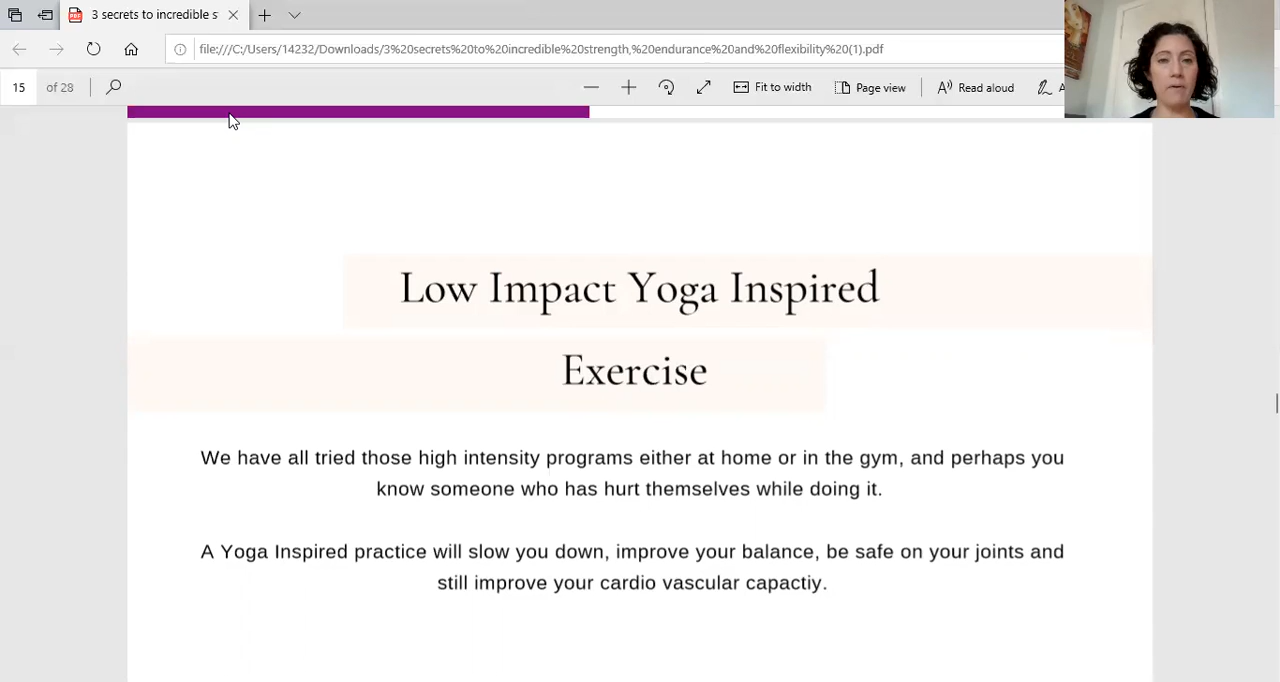 3 secrets to incredible s
file:///C:/Users/14232/Downloads/3%20secrets%20to%20incredible%20strength,%20endurance%20and%20flexibility%20(1).pdf
15 of 28 Fit to width Page view Read aloud
Low Impact Yoga Inspired
Exercise
We have all tried those high intensity programs either at home or in the gym, and perhaps you
know someone who has hurt themselves while doing it.
A Yoga Inspired practice will slow you down, improve your balance, be safe on your joints and
still improve your cardio vascular capactiy.